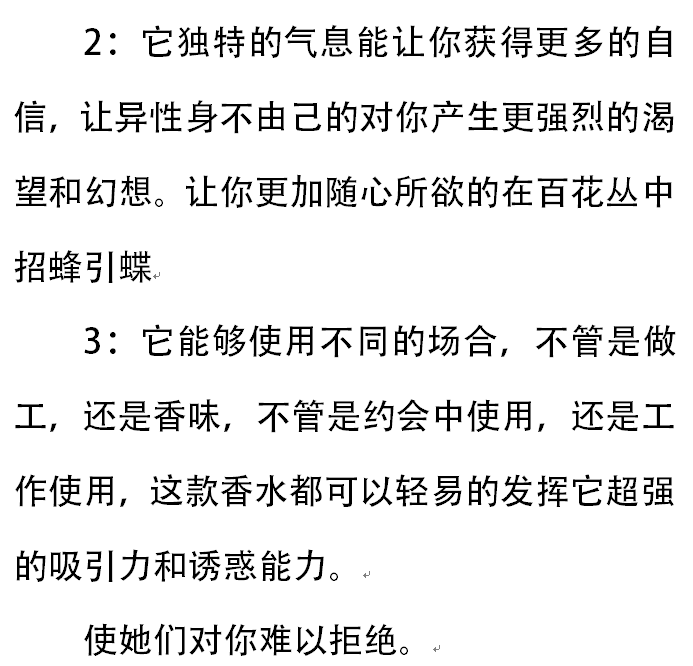 2：它独特的气息能让你获得更多的自
信，让异性身不由己的对你产生更强烈的渴
望和幻想。让你更加随心所欲的在百花丛中
招蜂引蝶
3：它能够使用不同的场合，不管是做
工，还是香味，不管是约会中使用，还是工
作使用，这款香水都可以轻易的发挥它超强
的吸引力和诱惑能力。
使她们对你难以拒绝。